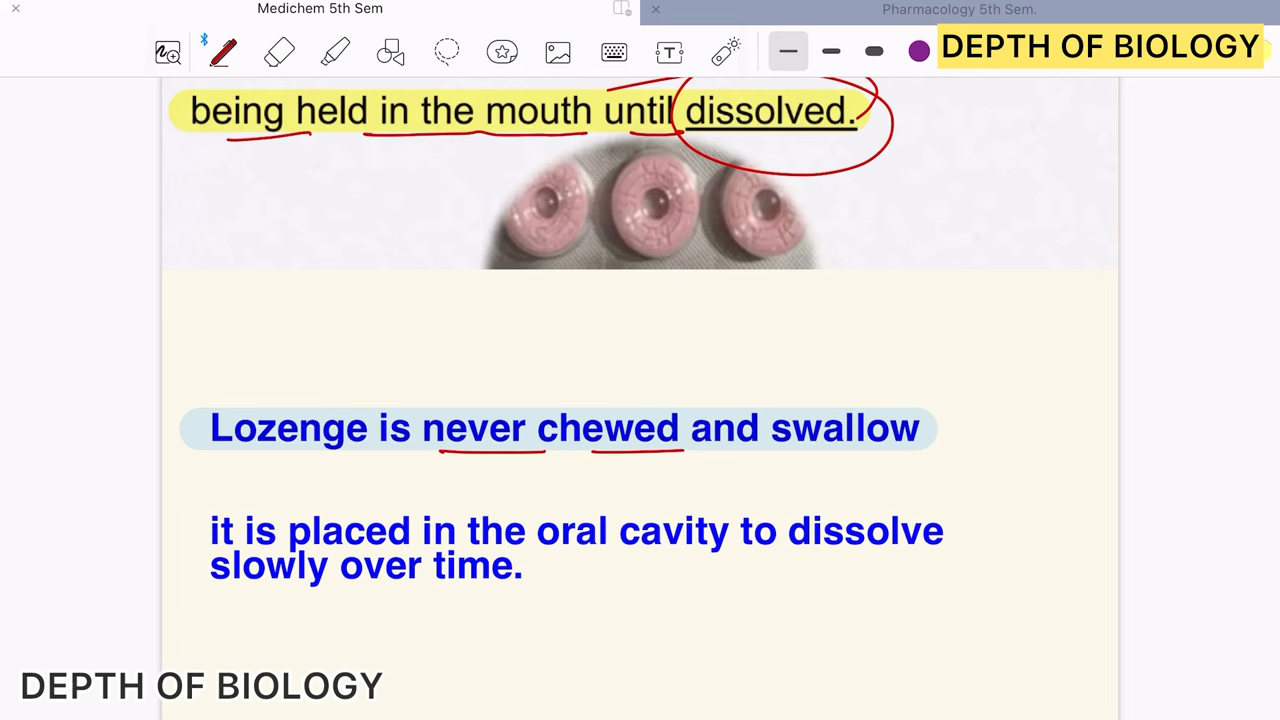 Medichem 5th Sem
Pharmacology 5th Sem.
DEPTH OF BIOLOGY
T
being held in the mouth until dissolved.
Lozenge is never chewed and swallow
it is placed in the oral cavity to dissolve
slowly over time.
DEPTH OF BIOLOGY